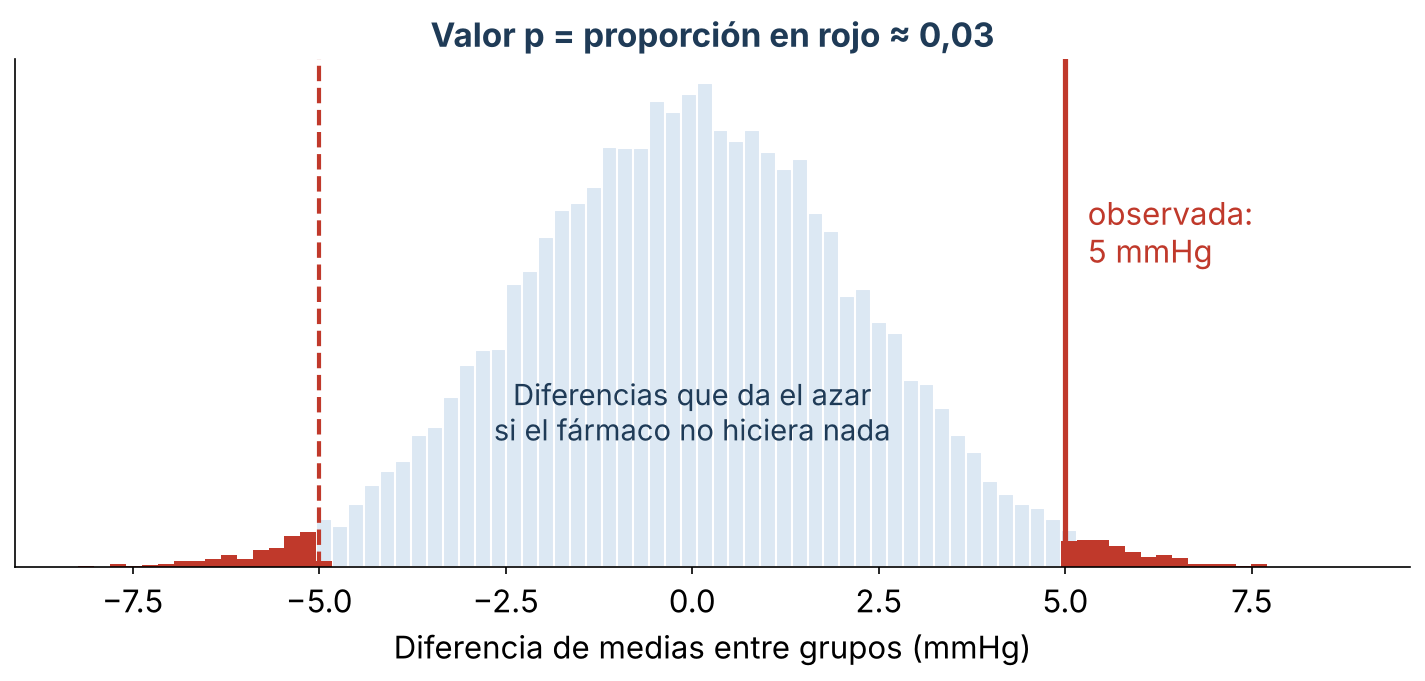 Valor p = proporción en rojo ≈ 0,03
observada:
5 mmHg
Diferencias que da el azar
si el fármaco no hiciera nada
−7.5 −5.0 −2.5 0.0 2.5 5.0 7.5
Diferencia de medias entre grupos (mmHg)